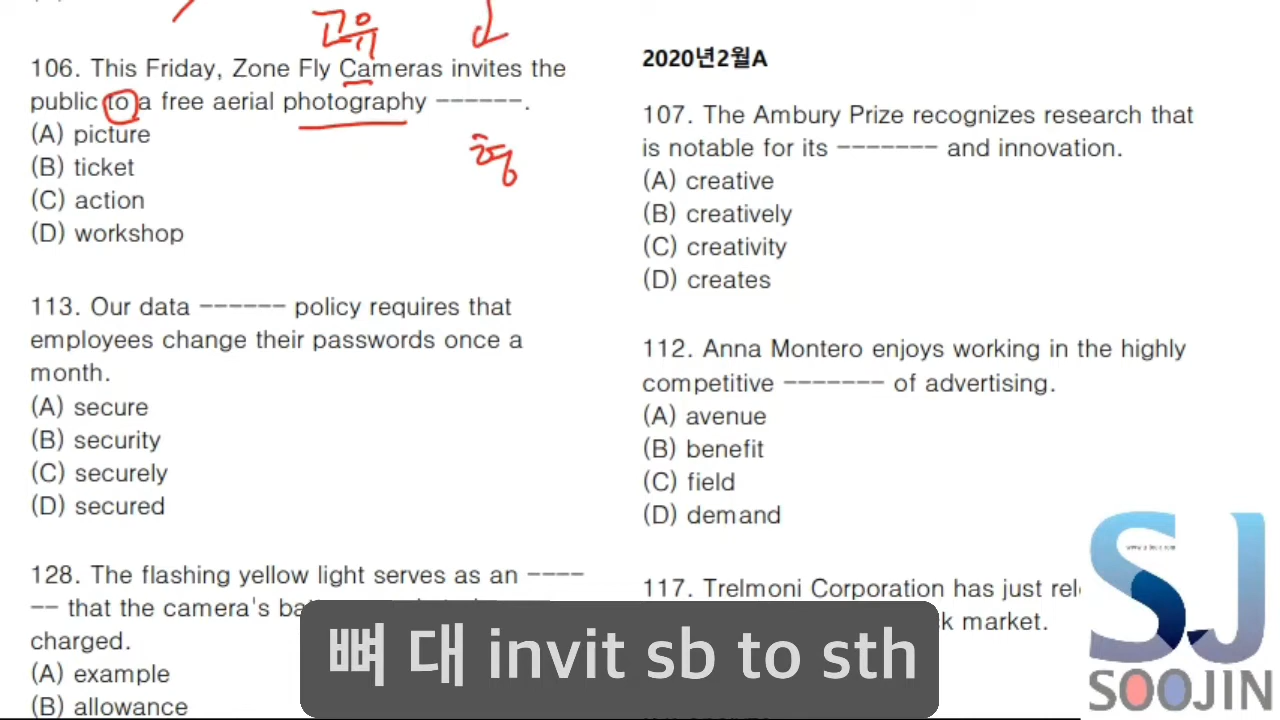 고유
106. This Friday, Zone Fly Cameras invites the
public to a free aerial photography ------.
(A) picture
(B) ticket
(C) action
(D) workshop
형
113. Our data ------ policy requires that
employees change their passwords once a
month.
(A) secure
(B) security
(C) securely
(D) secured
128. The flashing yellow light serves as an ----
-- that the camera's
charged.
(A) example
(B) allowance
2020년2월A
107. The Ambury Prize recognizes research that
is notable for its ------- and innovation.
(A) creative
(B) creatively
(C) creativity
(D) creates
112. Anna Montero enjoys working in the highly
competitive ------- of advertising.
(A) avenue
(B) benefit
(C) field
(D) demand
117. Trelmoni Corporation has just
market.
뼈 대 invit sb to sth
SJ
SOOJIN